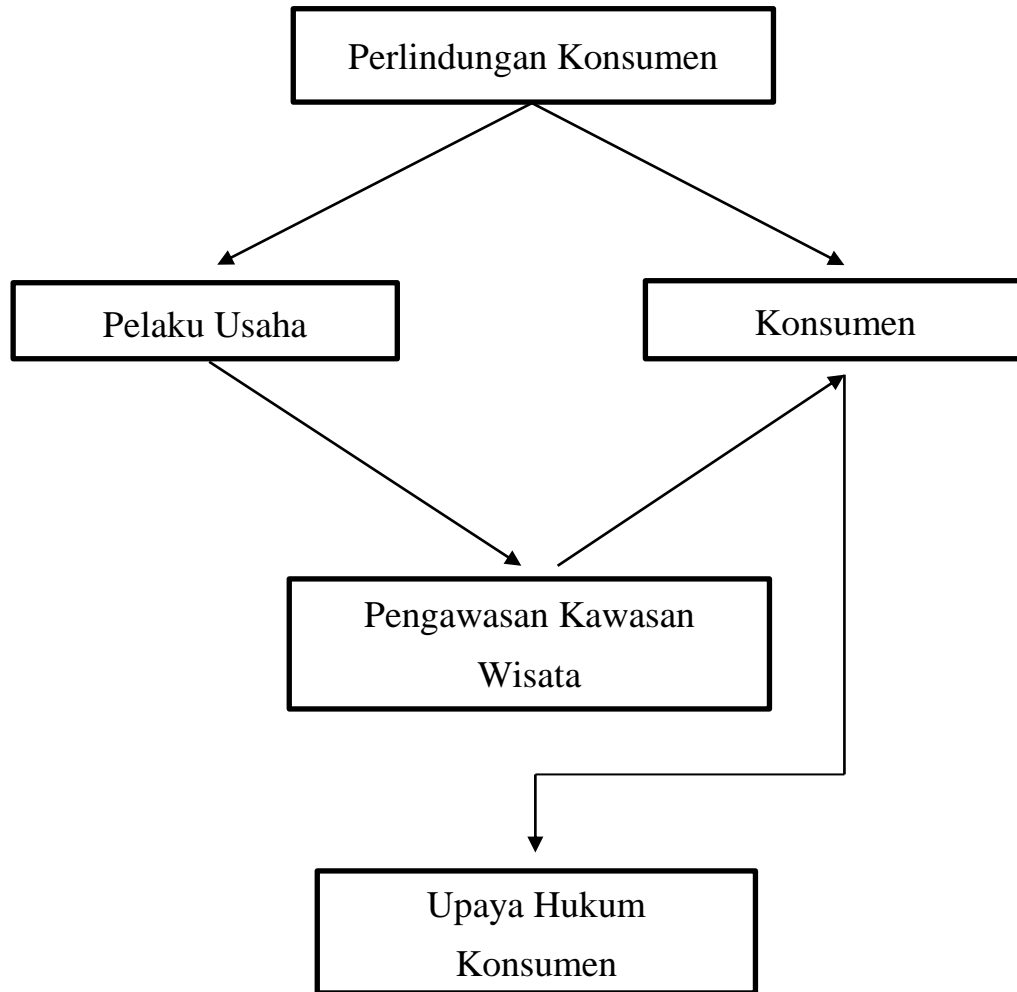 Perlindungan Konsumen
Pelaku Usaha
Konsumen
Pengawasan Kawasan
Wisata
Upaya Hukum
Konsumen